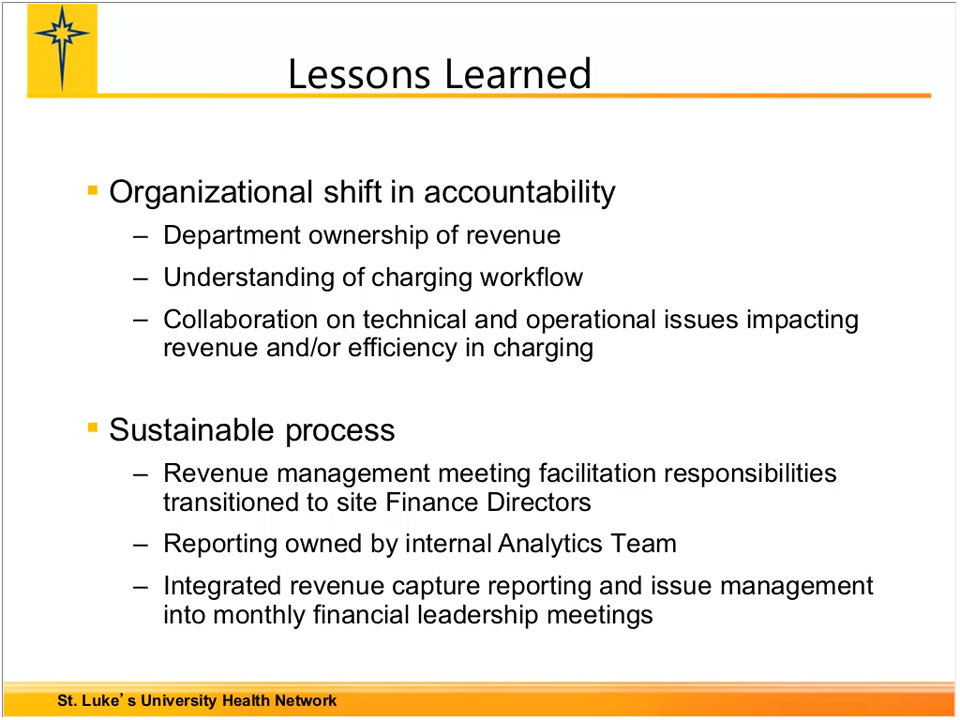 Lessons Learned
▪ Organizational shift in accountability
– Department ownership of revenue
– Understanding of charging workflow
– Collaboration on technical and operational issues impacting
revenue and/or efficiency in charging
▪ Sustainable process
– Revenue management meeting facilitation responsibilities
transitioned to site Finance Directors
– Reporting owned by internal Analytics Team
– Integrated revenue capture reporting and issue management
into monthly financial leadership meetings
St. Luke’s University Health Network